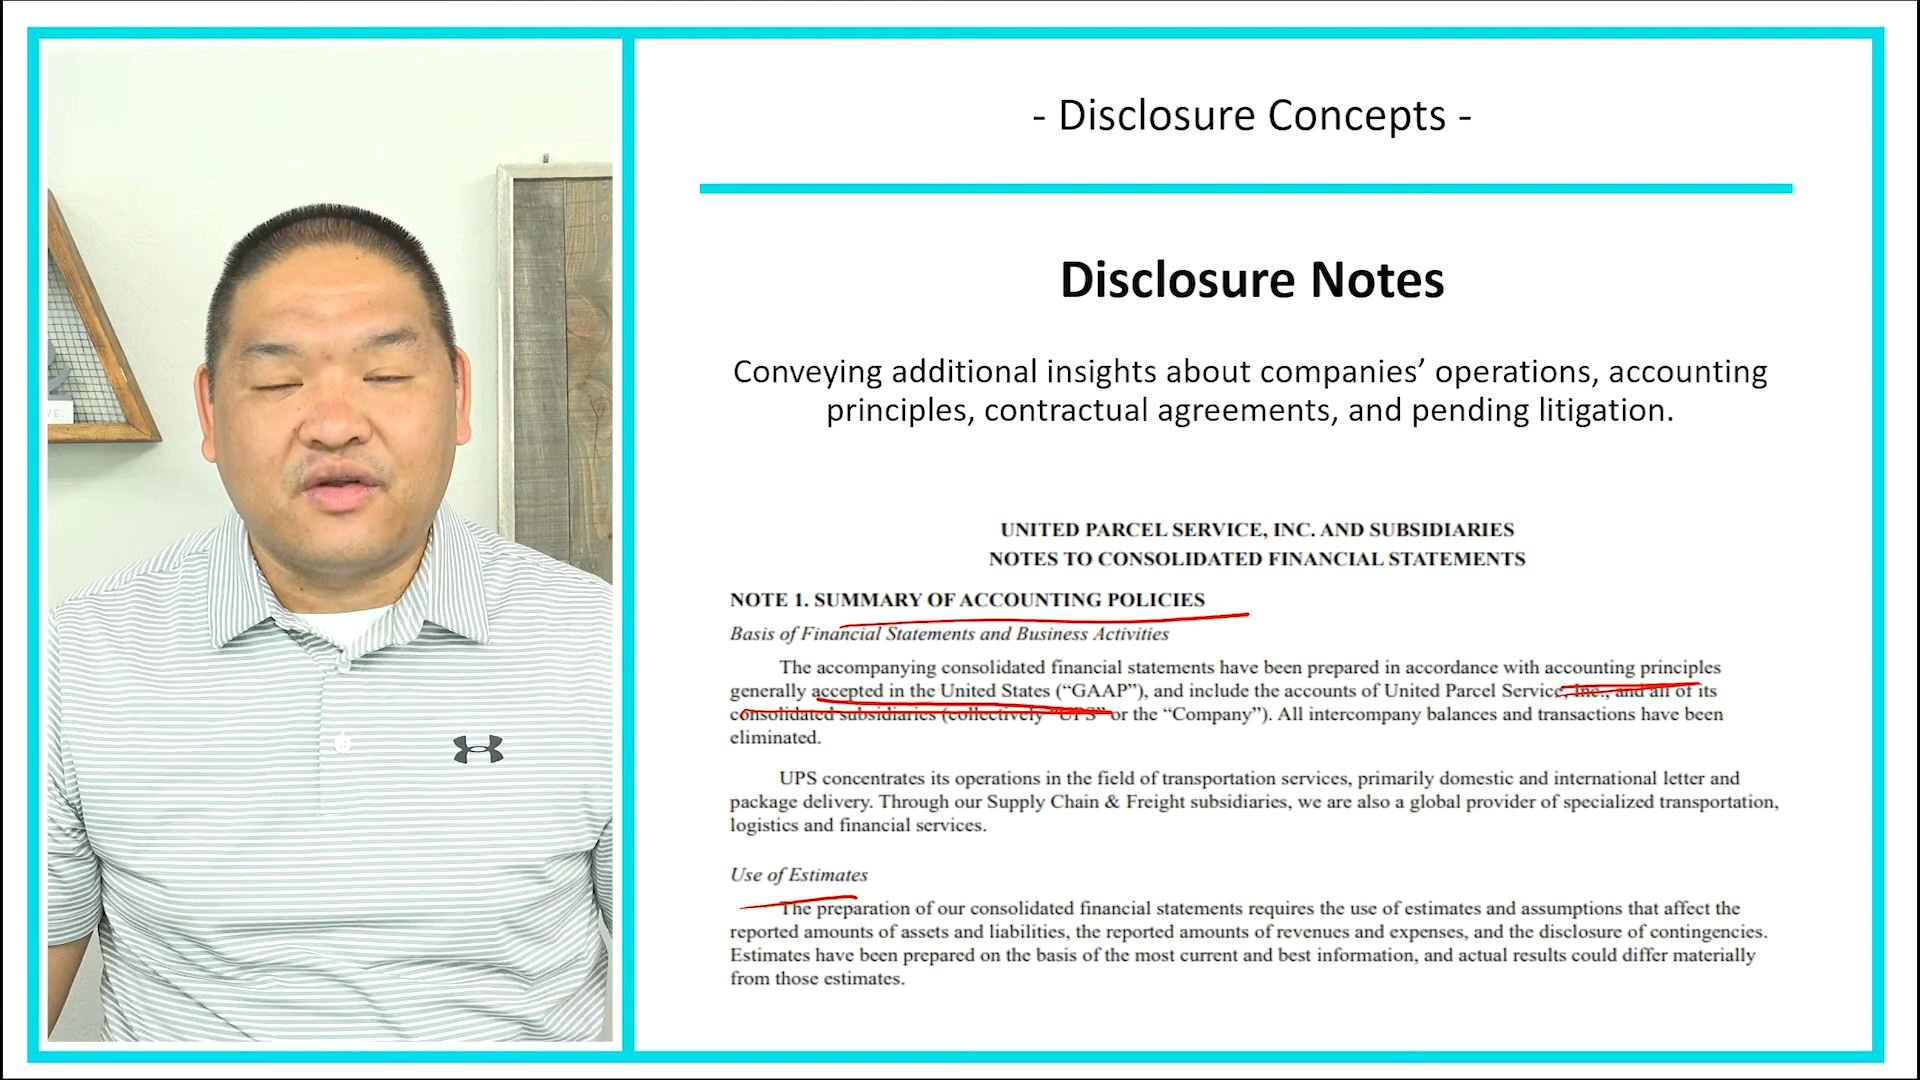 - Disclosure Concepts -
Disclosure Notes
Conveying additional insights about companies’ operations, accounting
principles, contractual agreements, and pending litigation.
UNITED PARCEL SERVICE, INC. AND SUBSIDIARIES
NOTES TO CONSOLIDATED FINANCIAL STATEMENTS
NOTE 1. SUMMARY OF ACCOUNTING POLICIES
Basis of Financial Statements and Business Activities
The accompanying consolidated financial statements have been prepared in accordance with accounting principles
generally accepted in the United States (“GAAP”), and include the accounts of United Parcel Service, Inc., and all of its
consolidated subsidiaries (collectively “UPS” or the “Company”). All intercompany balances and transactions have been
eliminated.
UPS concentrates its operations in the field of transportation services, primarily domestic and international letter and
package delivery. Through our Supply Chain & Freight subsidiaries, we are also a global provider of specialized transportation,
logistics and financial services.
Use of Estimates
The preparation of our consolidated financial statements requires the use of estimates and assumptions that affect the
reported amounts of assets and liabilities, the reported amounts of revenues and expenses, and the disclosure of contingencies.
Estimates have been prepared on the basis of the most current and best information, and actual results could differ materially
from those estimates.